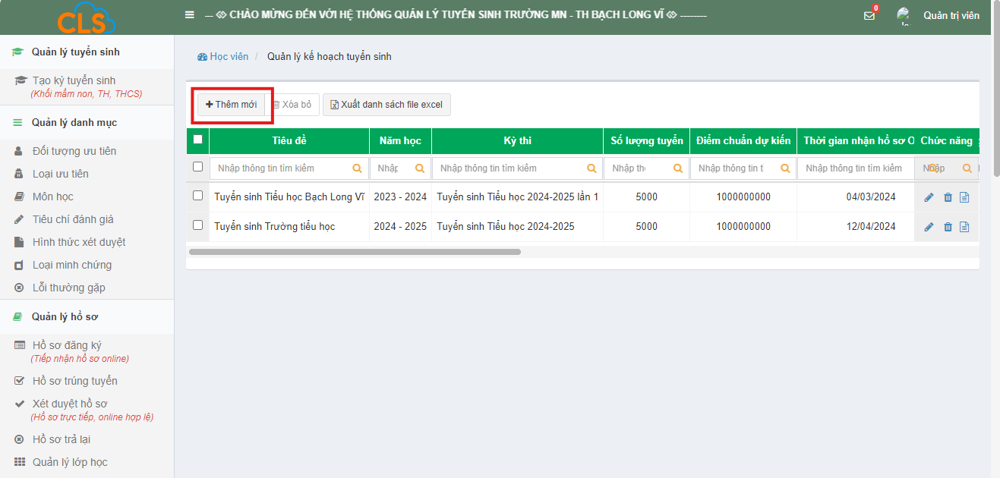 CLS
— CHÀO MỪNG ĐẾN VỚI HỆ THỐNG QUẢN LÝ TUYỂN SINH TRƯỜNG MN - TH BẠCH LONG VĨ --------
0
Quản trị viên
Quản lý tuyển sinh
Tạo kỳ tuyển sinh
(Khối mầm non, TH, THCS)
Quản lý danh mục
Đối tượng ưu tiên
Loại ưu tiên
Môn học
Tiêu chí đánh giá
Hình thức xét duyệt
Loại minh chứng
Lỗi thường gặp
Quản lý hồ sơ
Hồ sơ đăng ký
(Tiếp nhận hồ sơ online)
Hồ sơ trúng tuyển
Xét duyệt hồ sơ
(Hồ sơ trực tiếp, online hợp lệ)
Hồ sơ trả lại
Quản lý lớp học
Học viên / Quản lý kế hoạch tuyển sinh
Thêm mới Xóa bỏ Xuất danh sách file excel
Tiêu đề Năm học Kỳ thi Số lượng tuyển Điểm chuẩn dự kiến Thời gian nhận hồ sơ O Chức năng
Nhập thông tin tìm kiếm Nhập Nhập thông tin tìm kiếm Nhập th Nhập thông tin t Nhập thông tin tìm kiếm Nhập
Tuyển sinh Tiểu học Bạch Long Vĩ 2023 - 2024 Tuyển sinh Tiểu học 2024-2025 lần 1 5000 1000000000 04/03/2024
Tuyển sinh Trường tiểu học 2024 - 2025 Tuyển sinh Tiểu học 2024-2025 5000 1000000000 12/04/2024